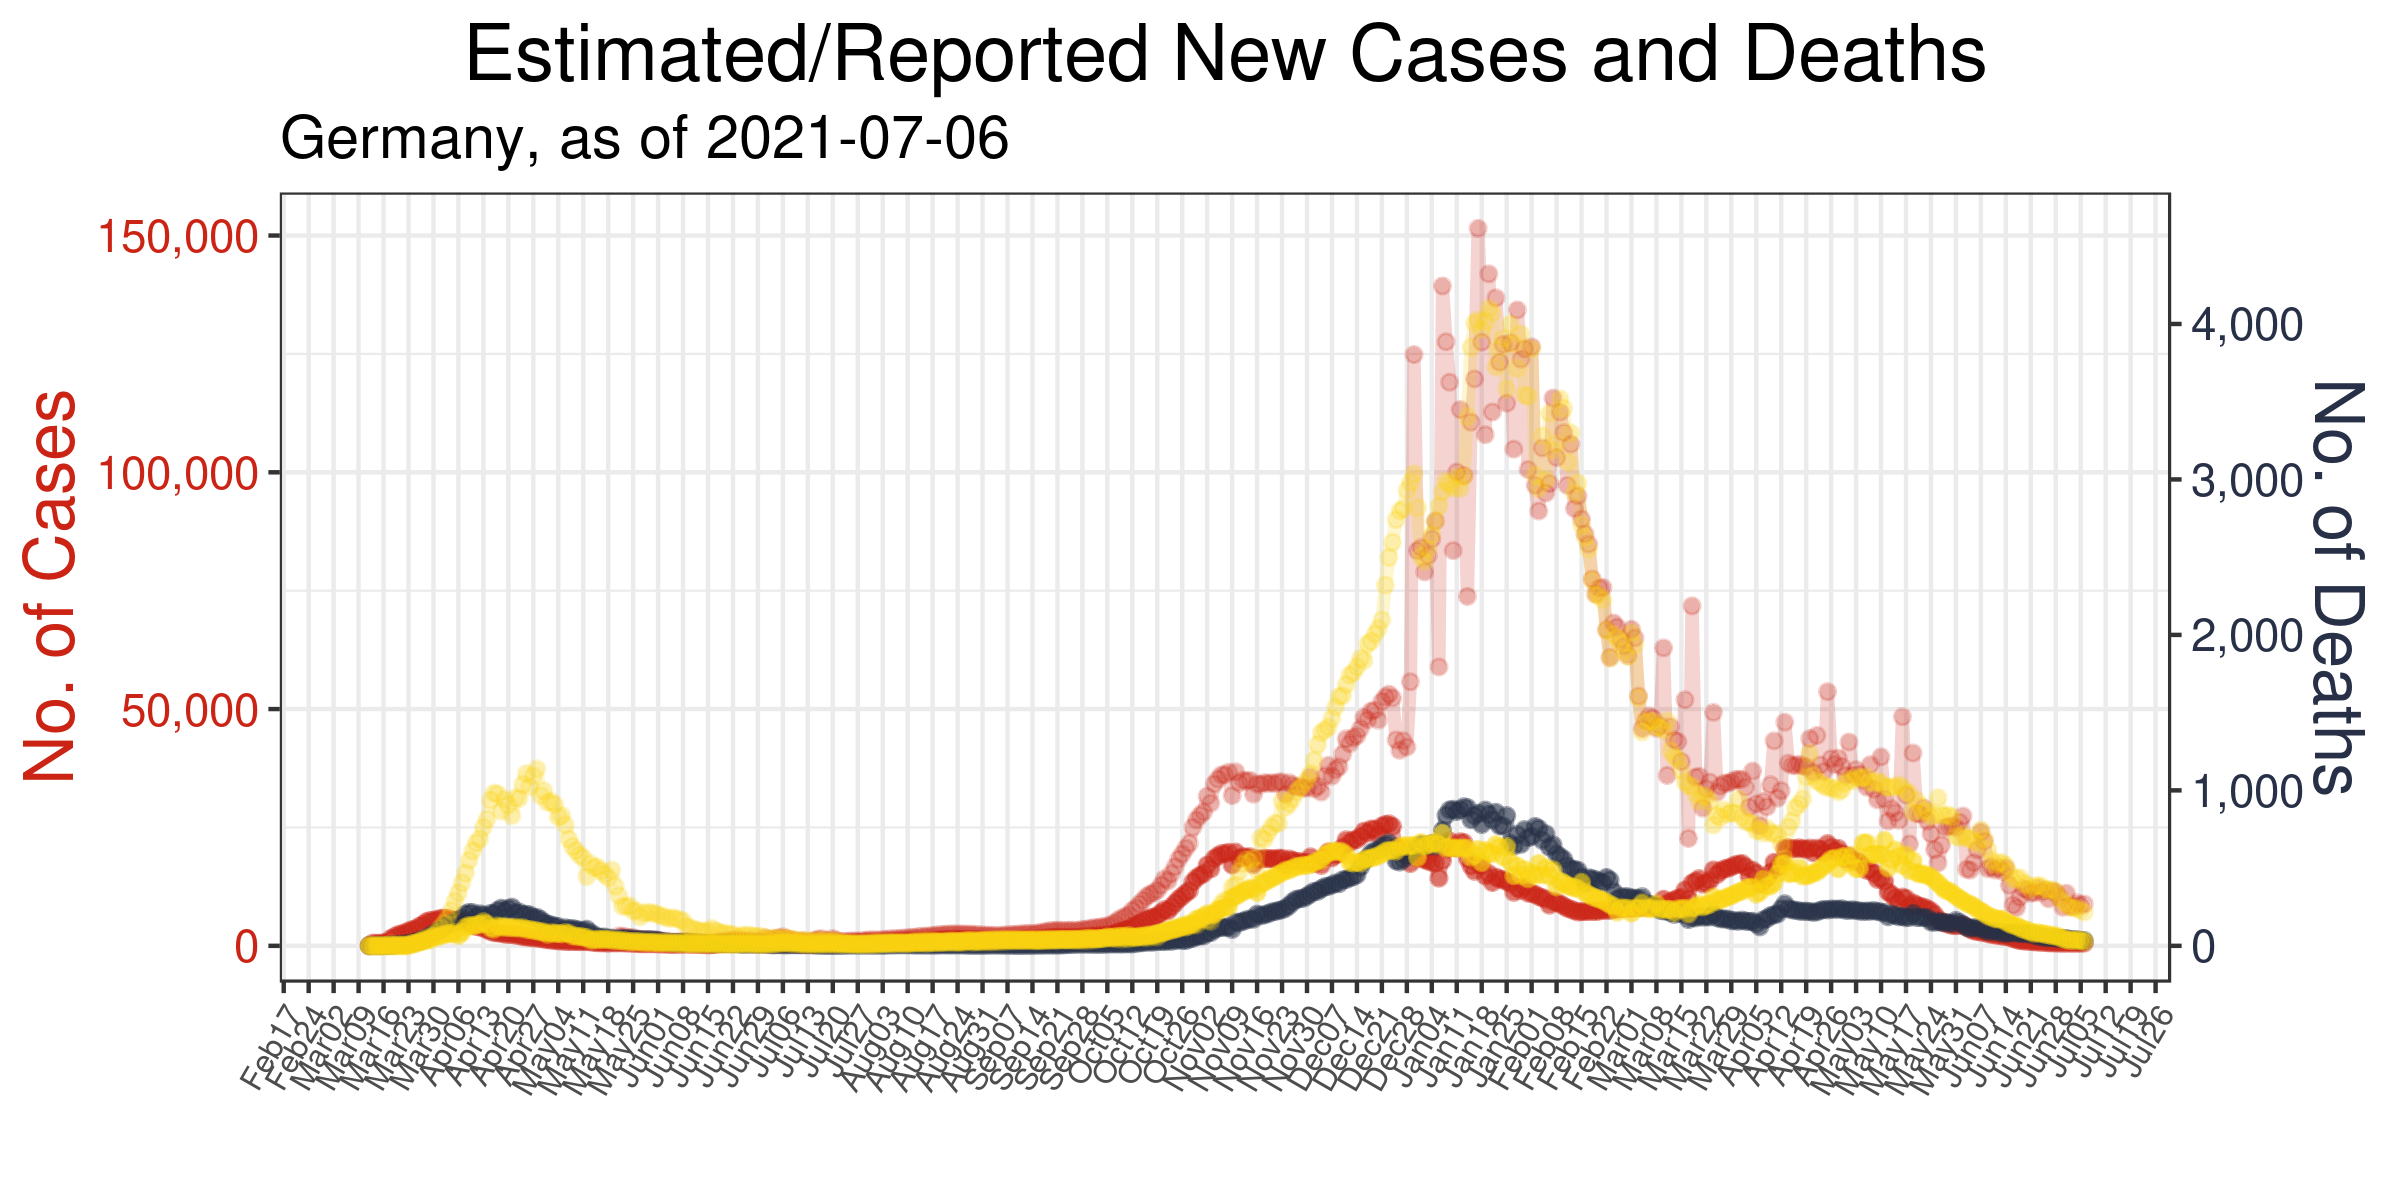 Estimated/Reported New Cases and Deaths
Germany, as of 2021-07-06
No. of Cases
150,000
100,000
50,000
0
4,000
3,000
2,000
1,000
0
No. of Deaths
Feb17
Feb24
Mar02
Mar09
Mar16
Mar23
Mar30
Apr06
Apr13
Apr20
Apr27
May04
May11
May18
May25
Jun01
Jun08
Jun15
Jun22
Jun29
Jul06
Jul13
Jul20
Jul27
Aug03
Aug10
Aug17
Aug24
Aug31
Sep07
Sep14
Sep21
Sep28
Oct05
Oct12
Oct19
Oct26
Nov02
Nov09
Nov16
Nov23
Nov30
Dec07
Dec14
Dec21
Dec28
Jan04
Jan11
Jan18
Jan25
Feb01
Feb08
Feb15
Feb22
Mar01
Mar08
Mar15
Mar22
Mar29
Apr05
Apr12
Apr19
Apr26
May03
May10
May17
May24
May31
Jun07
Jun14
Jun21
Jun28
Jul05
Jul12
Jul19
Jul26